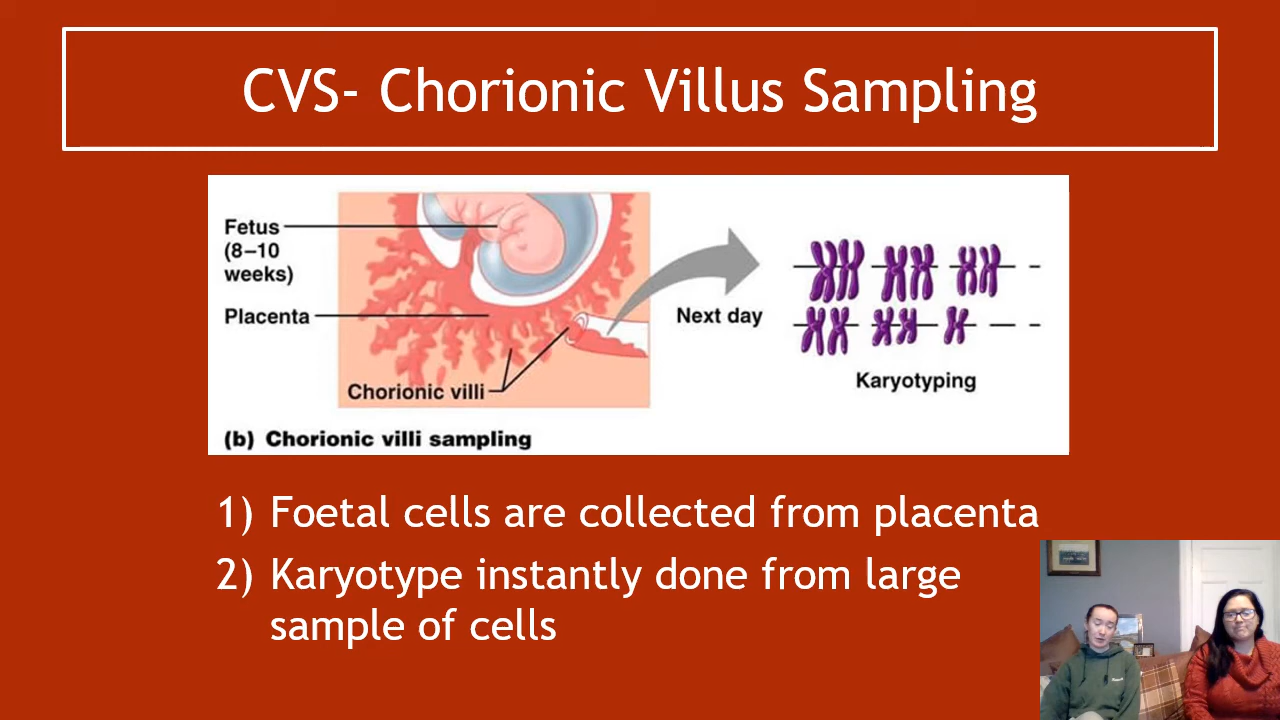 CVS- Chorionic Villus Sampling
Fetus
(8–10
weeks)
Placenta
Chorionic villi
Next day
Karyotyping
(b) Chorionic villi sampling
1) Foetal cells are collected from placenta
2) Karyotype instantly done from large
sample of cells